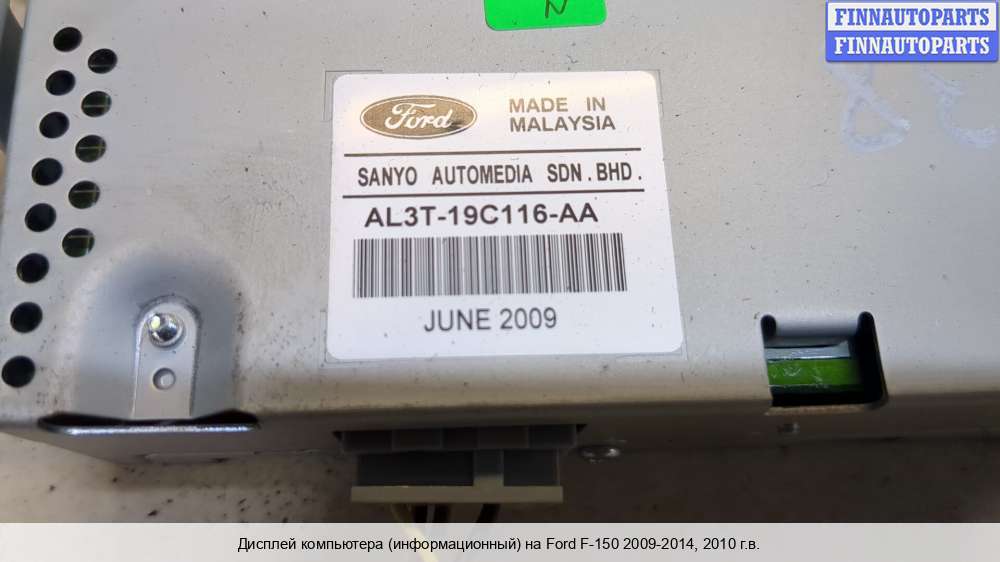 N
FINNAUTOPARTS
FINNAUTOPARTS
Ford
MADE IN
MALAYSIA
SANYO AUTOMEDIA SDN.BHD.
AL3T-19C116-AA
JUNE 2009
Дисплей компьютера (информационный) на Ford F-150 2009-2014, 2010 г.в.